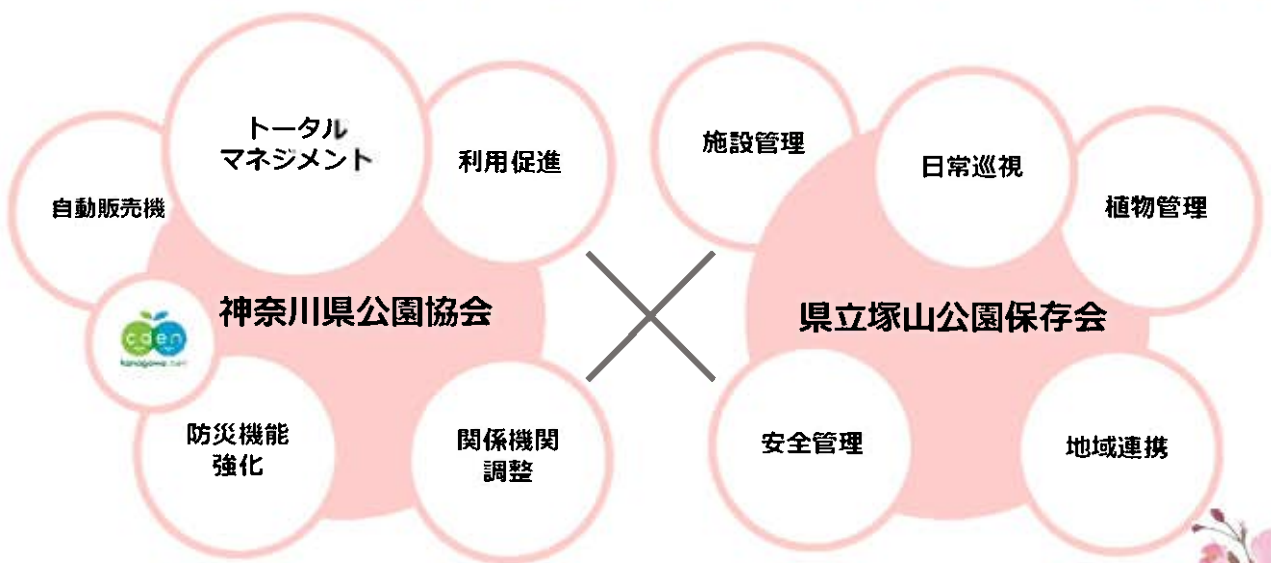 トータル
マネジメント
利用促進
自動販売機
神奈川県公園協会
防災機能
強化
関係機関
調整
施設管理
日常巡視
植物管理
県立塚山公園保存会
安全管理
地域連携